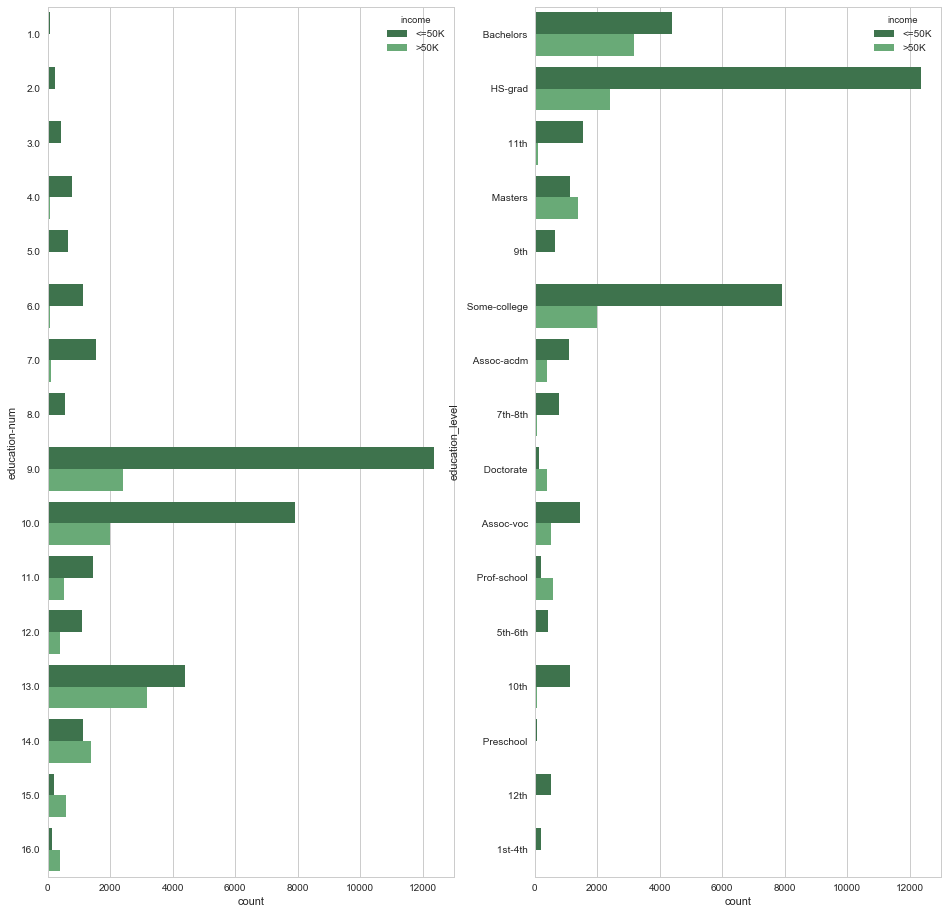 income
<=50K
>50K
education-num
1.0
2.0
3.0
4.0
5.0
6.0
7.0
8.0
9.0
10.0
11.0
12.0
13.0
14.0
15.0
16.0
0 2000 4000 6000 8000 10000 12000
count
income
<=50K
>50K
education_level
Bachelors
HS-grad
11th
Masters
9th
Some-college
Assoc-acdm
7th-8th
Doctorate
Assoc-voc
Prof-school
5th-6th
10th
Preschool
12th
1st-4th
0 2000 4000 6000 8000 10000 12000
count